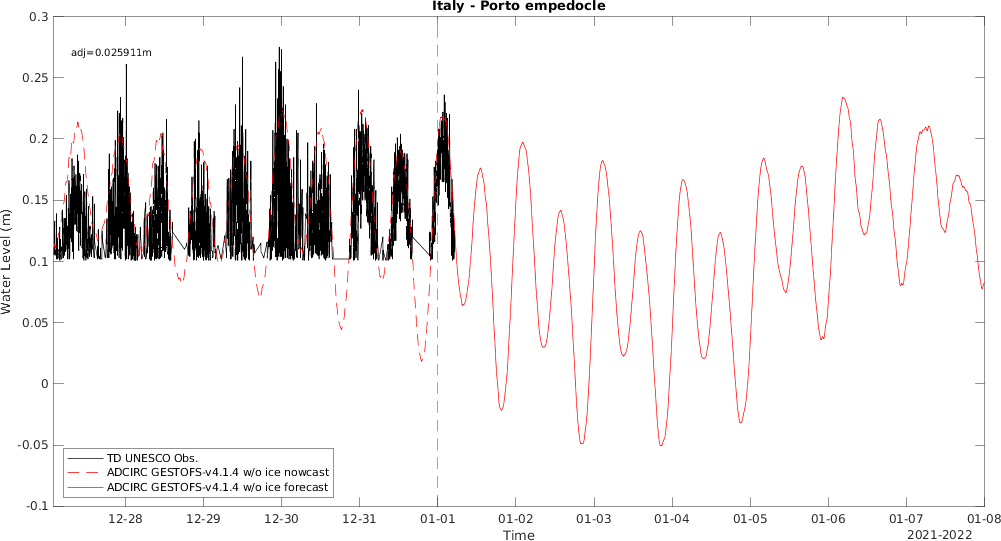 Italy - Porto empedocle
adj=0.025911m
0.3
0.25
0.2
0.15
0.1
0.05
0
-0.05
-0.1
Water Level (m)
TD UNESCO Obs.
ADCIRC GESTOFS-v4.1.4 w/o ice nowcast
ADCIRC GESTOFS-v4.1.4 w/o ice forecast
12-28 12-29 12-30 12-31 01-01 01-02 01-03 01-04 01-05 01-06 01-07 01-08
Time
2021-2022